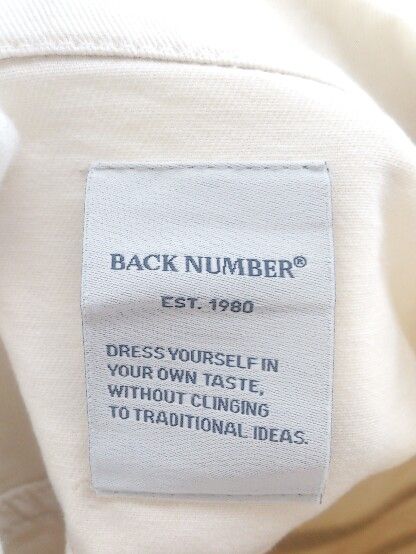 BACK NUMBER®
EST. 1980
DRESS YOURSELF IN
YOUR OWN TASTE,
WITHOUT CLINGING
TO TRADITIONAL IDEAS.